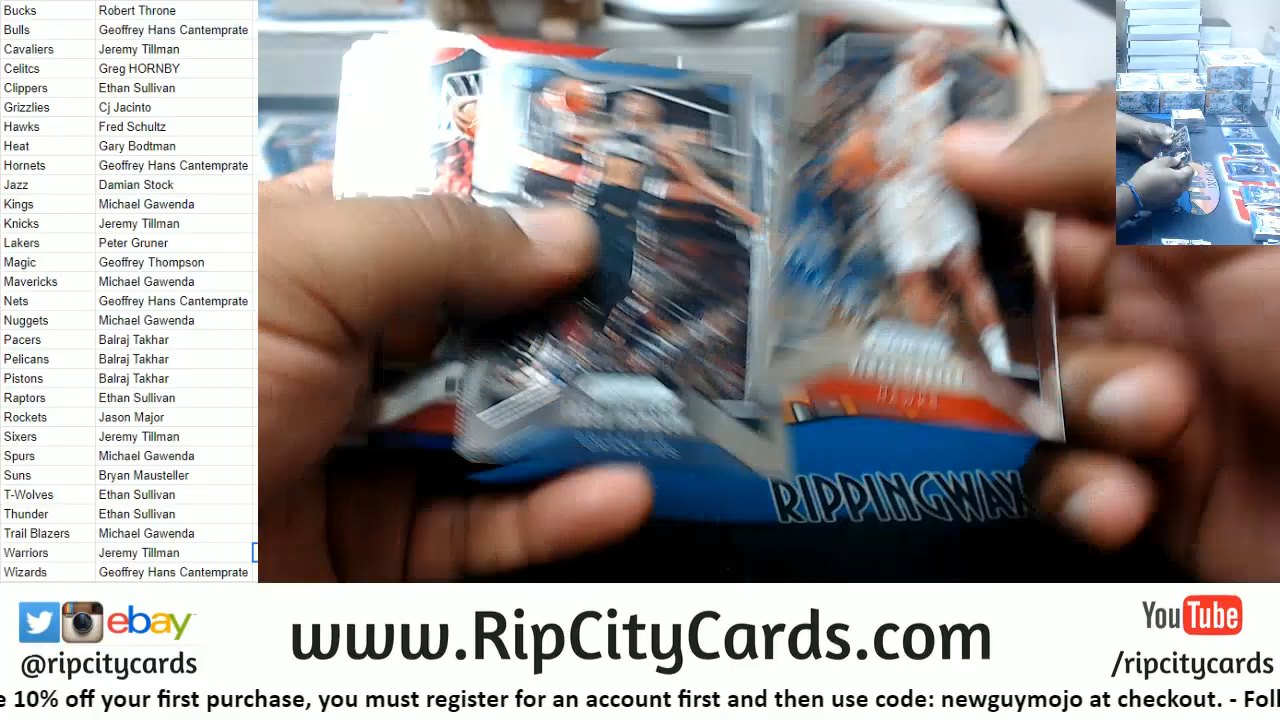 Bucks Robert Throne
Bulls Geoffrey Hans Cantemprate
Cavaliers Jeremy Tillman
Celitcs Greg HORNBY
Clippers Ethan Sullivan
Grizzlies Cj Jacinto
Hawks Fred Schultz
Heat Gary Bodtman
Hornets Geoffrey Hans Cantemprate
Jazz Damian Stock
Kings Michael Gawenda
Knicks Jeremy Tillman
Lakers Peter Gruner
Magic Geoffrey Thompson
Mavericks Michael Gawenda
Nets Geoffrey Hans Cantemprate
Nuggets Michael Gawenda
Pacers Balraj Takhar
Pelicans Balraj Takhar
Pistons Balraj Takhar
Raptors Ethan Sullivan
Rockets Jason Major
Sixers Jeremy Tillman
Spurs Michael Gawenda
Suns Bryan Mausteller
T-Wolves Ethan Sullivan
Thunder Ethan Sullivan
Trail Blazers Michael Gawenda
Warriors Jeremy Tillman
Wizards Geoffrey Hans Cantemprate
RIPPINGWAX
ebay
@ripcitycards
www.RipCityCards.com
YouTube
/ripcitycards
e 10% off your first purchase, you must register for an account first and then use code: newguymojo at checkout. - Foll